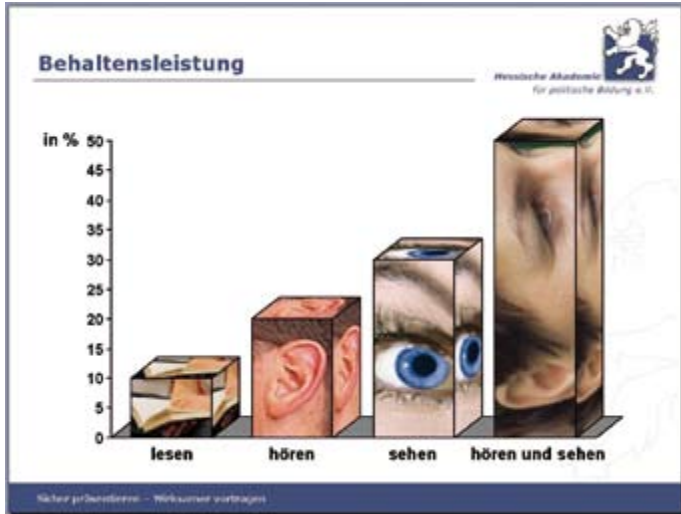 Behaltensleistung
Hessische Akademie
für politische Bildung e.V.
in %
50
45
40
35
30
25
20
15
10
5
0
lesen hören sehen hören und sehen
Sicher präsentieren – Wirksamer vortragen